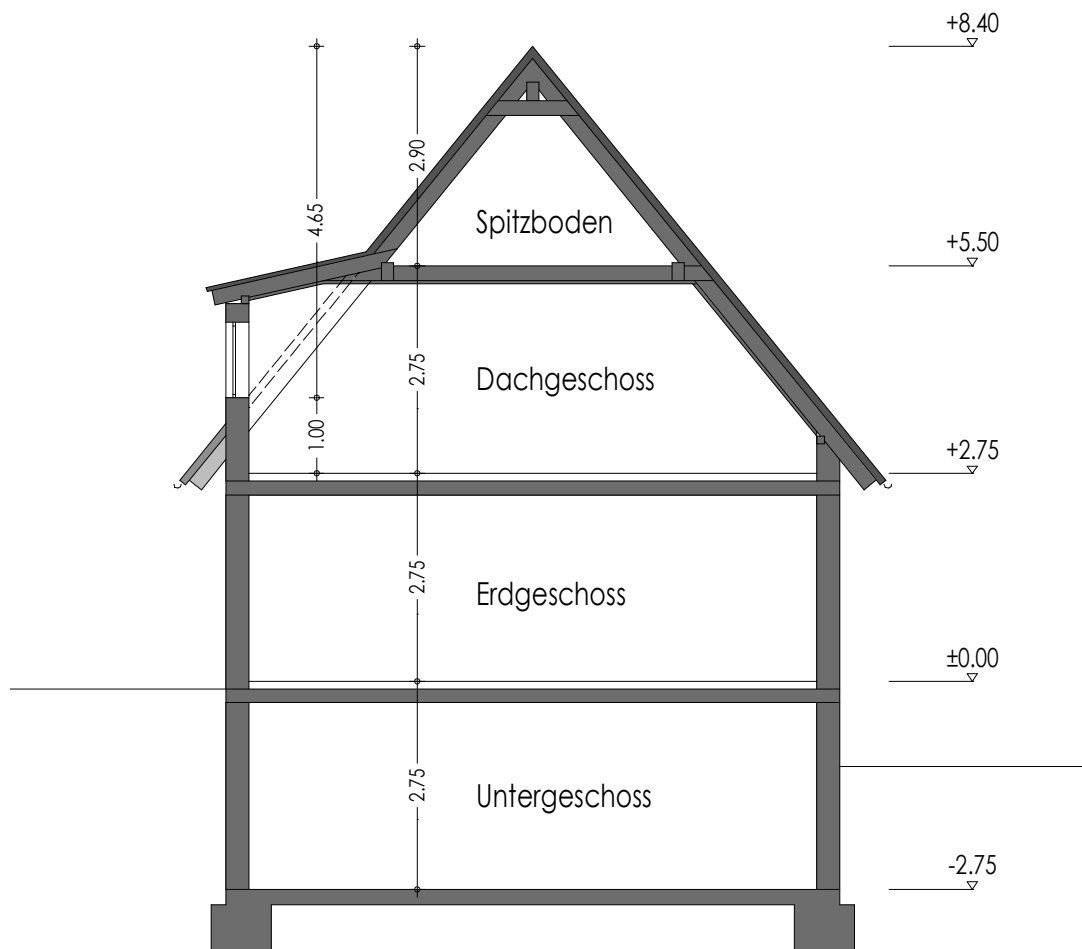 +8.40
2.90
4.65
Spitzboden
+5.50
2.75
Dachgeschoss
1.00
+2.75
2.75
Erdgeschoss
±0.00
2.75
Untergeschoss
-2.75